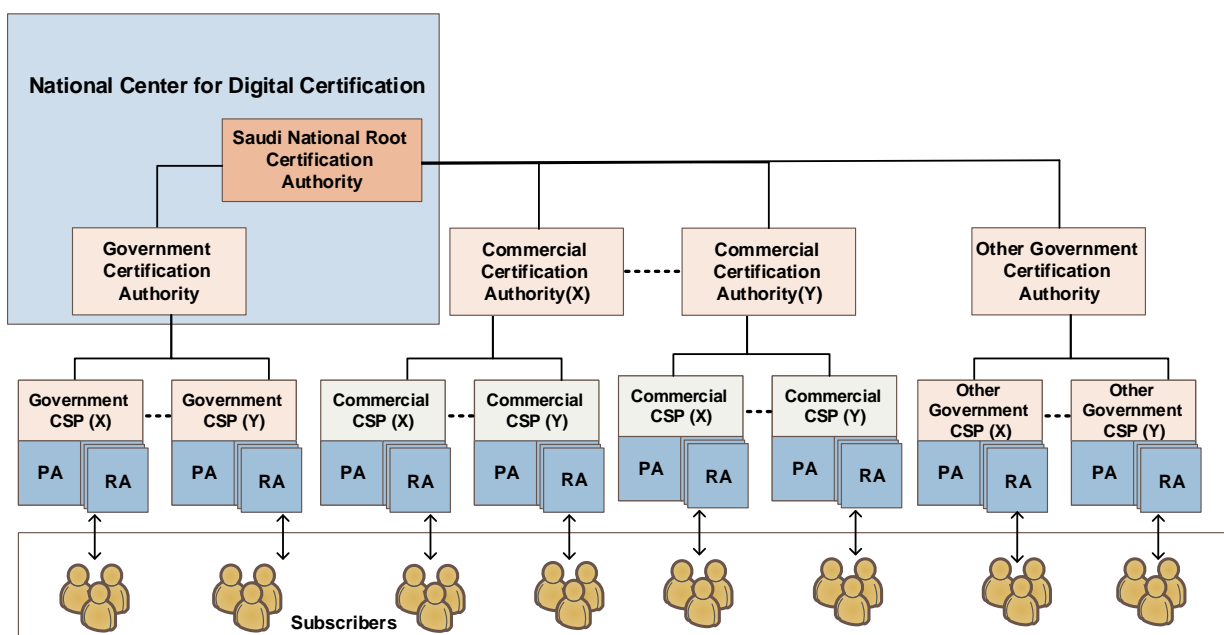 National Center for Digital Certification
Saudi National Root
Certification
Authority
Government
Certification
Authority
Commercial
Certification
Authority(X)
Commercial
Certification
Authority(Y)
Other Government
Certification
Authority
Government
CSP (X)
Government
CSP (Y)
Commercial
CSP (X)
Commercial
CSP (Y)
Commercial
CSP (X)
Commercial
CSP (Y)
Other
Government
CSP (X)
Other
Government
CSP (Y)
PA
RA
PA
RA
PA
RA
PA
RA
PA
RA
PA
RA
PA
RA
PA
RA
Subscribers